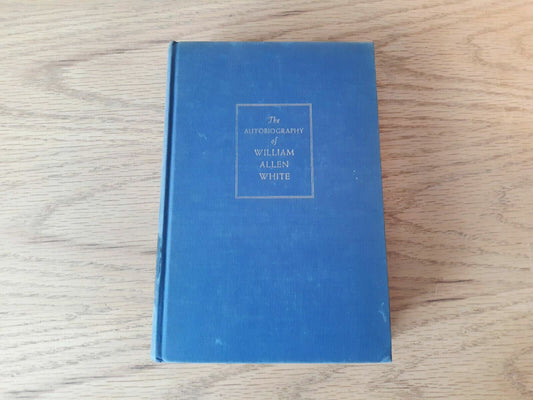 The
AUTOBIOGRAPHY
of
WILLIAM
ALLEN
WHITE